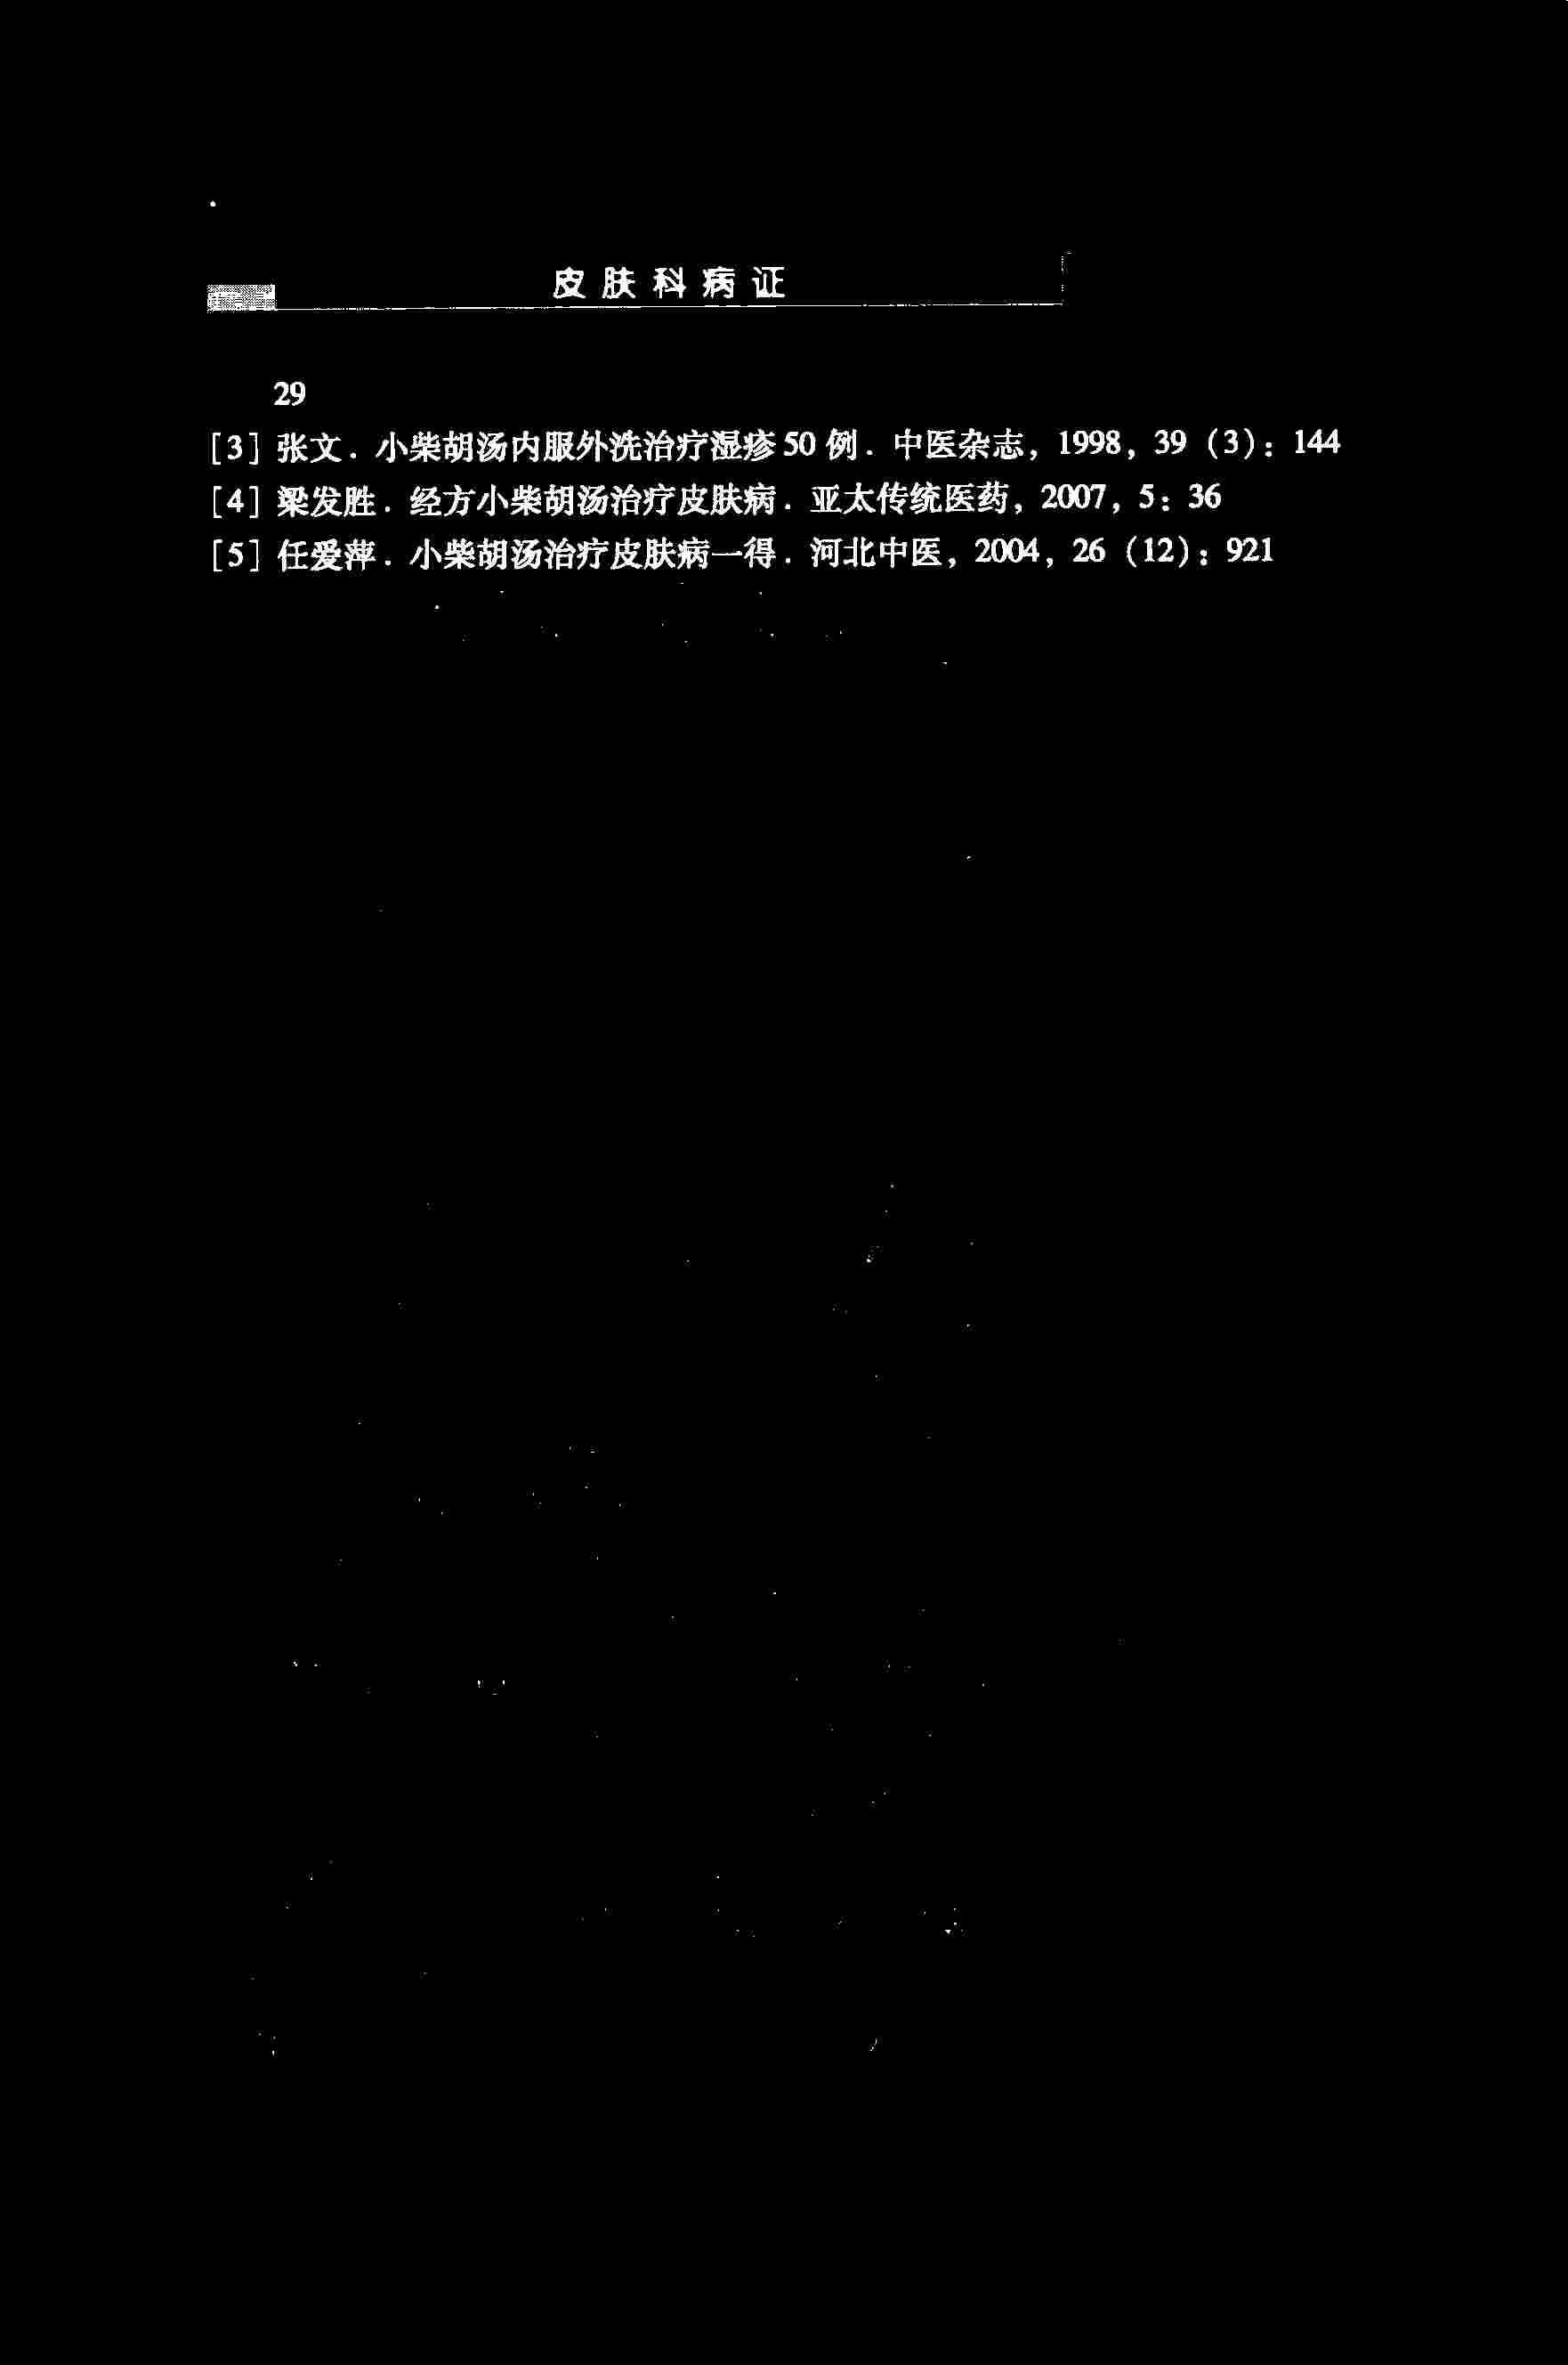 皮肤科病证
29
[3] 张文. 小柴胡汤内服外洗治疗湿疹50例. 中医杂志, 1998, 39 (3): 144
[4] 梁发胜. 经方小柴胡汤治疗皮肤病. 亚太传统医药, 2007, 5: 36
[5] 任爱萍. 小柴胡汤治疗皮肤病一得. 河北中医, 2004, 26 (12): 921